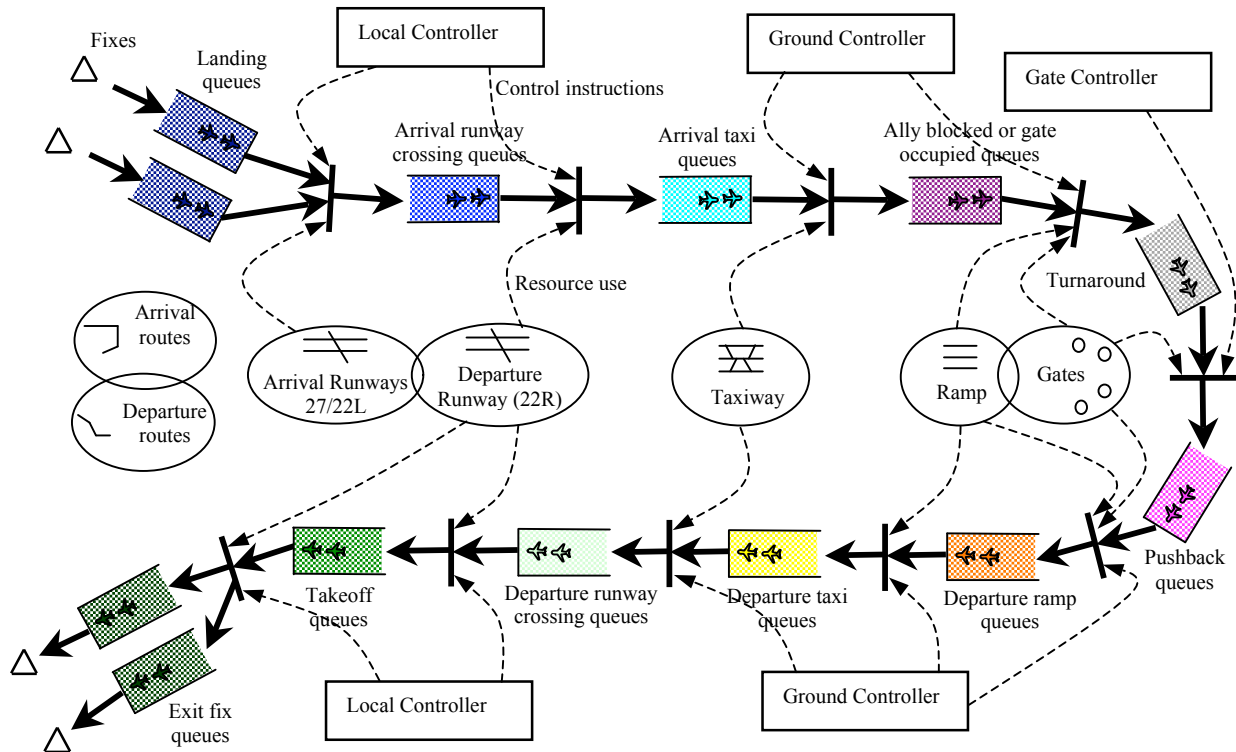 Fixes
Landing
queues
Local Controller
Control instructions
Ground Controller
Gate Controller
Arrival runway
crossing queues
Arrival taxi
queues
Ally blocked or gate
occupied queues
Turnaround
Resource use
Arrival
routes
Departure
routes
Arrival Runways
27/22L
Departure
Runway (22R)
Taxiway
Ramp
Gates
Pushback
queues
Departure ramp
queues
Departure taxi
queues
Departure runway
crossing queues
Takeoff
queues
Exit fix
queues
Local Controller
Ground Controller